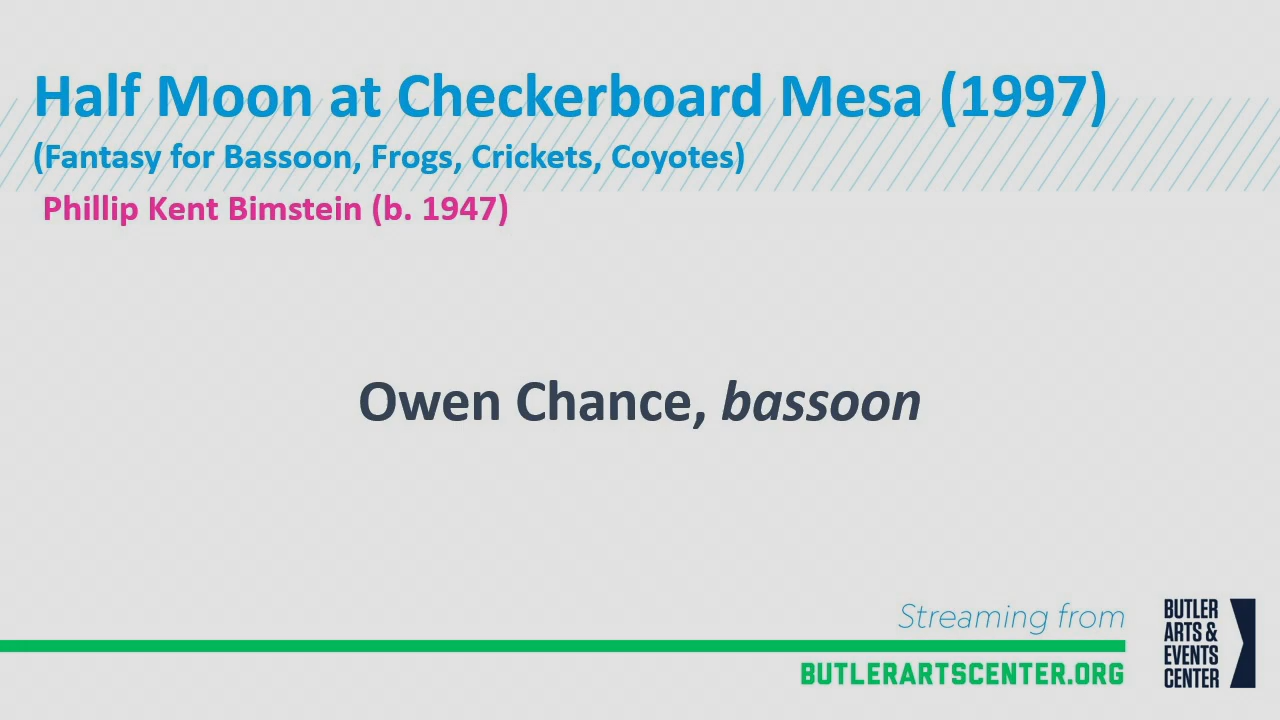 Half Moon at Checkerboard Mesa (1997)
(Fantasy for Bassoon, Frogs, Crickets, Coyotes)
Phillip Kent Bimstein (b. 1947)
Owen Chance, bassoon
Streaming from
BUTLERARTSCENTER.ORG
BUTLER
ARTS &
EVENTS
CENTER